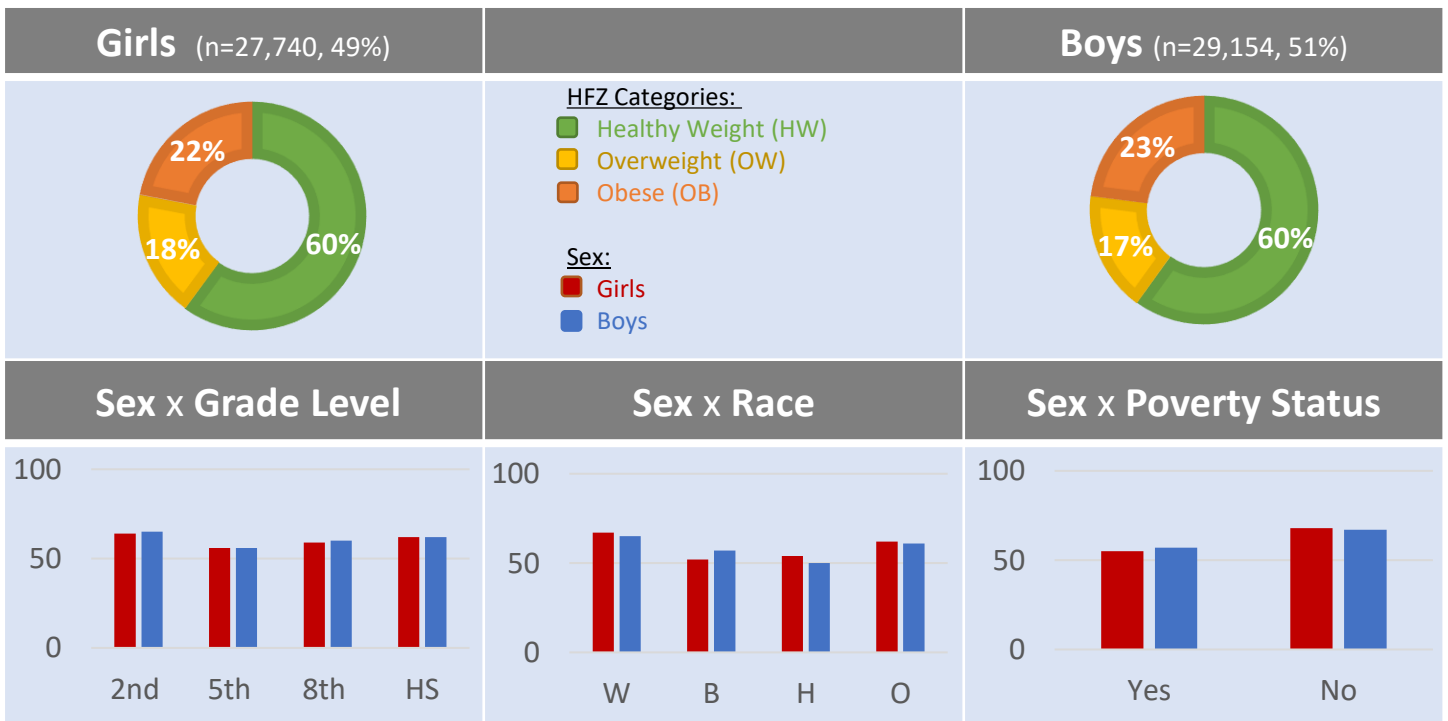 Girls (n=27,740, 49%)
Boys (n=29,154, 51%)
22%
18%
60%
HFZ Categories:
Healthy Weight (HW)
Overweight (OW)
Obese (OB)
Sex:
Girls
Boys
23%
17%
60%
Sex x Grade Level
Sex x Race
Sex x Poverty Status
100
50
0
2nd 5th 8th HS
100
50
0
W B H O
100
50
0
Yes No